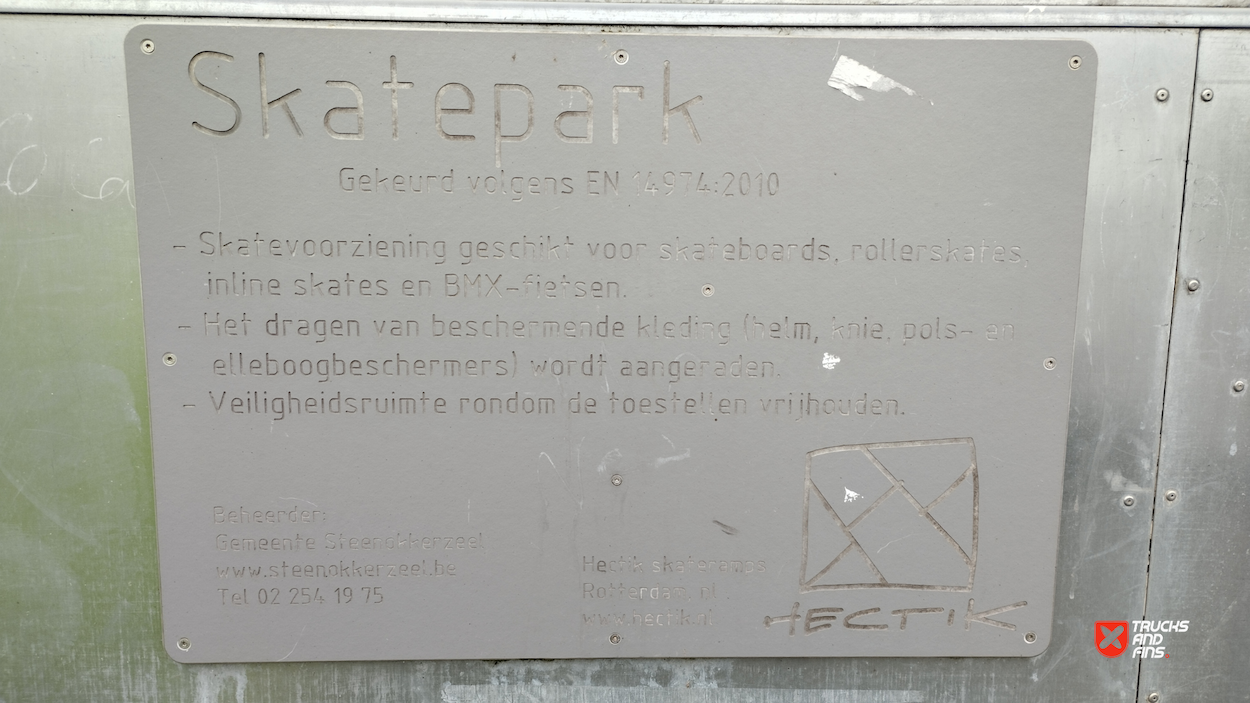 Skatepark
Gekeurd volgens EN 14974:2010
- Skatevoorziening geschikt voor skateboards, rollerskates,
inline skates en BMX-fietsen.
- Het dragen van beschermende kleding (helm, knie, pols- en
elleboogbeschermers) wordt aangeraden.
- Veiligheidsruimte rondom de toestellen vrijhouden.
Beheerder:
Gemeente Steenokkerzeel
www.steenokkerzeel.be
Tel 02 254 19 75
Hectik skateramps
Rotterdam, nl
www.hectik.nl
HECTIK
TRUCKS
AND
FINS